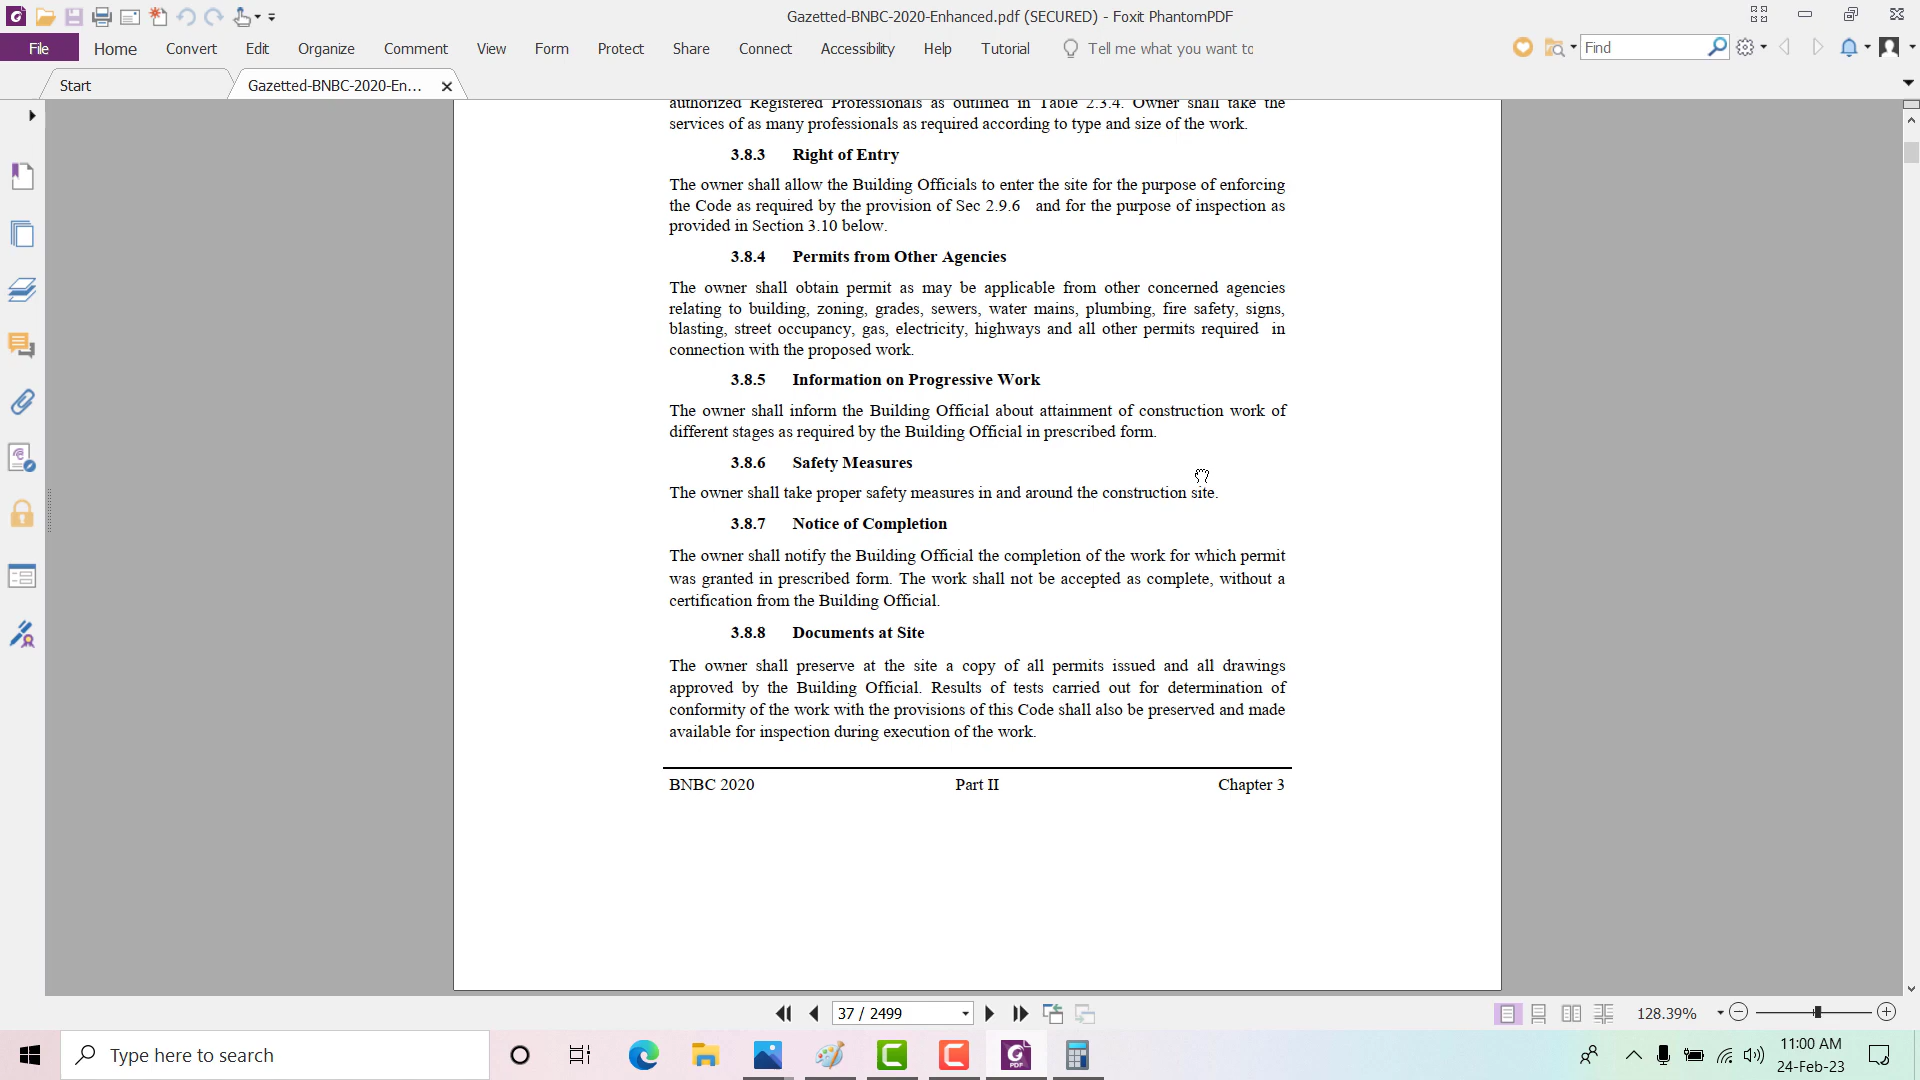 Gazetted-BNBC-2020-Enhanced.pdf (SECURED) - Foxit PhantomPDF
File Home Convert Edit Organize Comment View Form Protect Share Connect Accessibility Help Tutorial Tell me what you want to Find
Start Gazetted-BNBC-2020-En...
authorized Registered Professionals as outlined in Table 2.3.4. Owner shall take the
services of as many professionals as required according to type and size of the work.
3.8.3 Right of Entry
The owner shall allow the Building Officials to enter the site for the purpose of enforcing
the Code as required by the provision of Sec 2.9.6 and for the purpose of inspection as
provided in Section 3.10 below.
3.8.4 Permits from Other Agencies
The owner shall obtain permit as may be applicable from other concerned agencies
relating to building, zoning, grades, sewers, water mains, plumbing, fire safety, signs,
blasting, street occupancy, gas, electricity, highways and all other permits required in
connection with the proposed work.
3.8.5 Information on Progressive Work
The owner shall inform the Building Official about attainment of construction work of
different stages as required by the Building Official in prescribed form.
3.8.6 Safety Measures
The owner shall take proper safety measures in and around the construction site.
3.8.7 Notice of Completion
The owner shall notify the Building Official the completion of the work for which permit
was granted in prescribed form. The work shall not be accepted as complete, without a
certification from the Building Official.
3.8.8 Documents at Site
The owner shall preserve at the site a copy of all permits issued and all drawings
approved by the Building Official. Results of tests carried out for determination of
conformity of the work with the provisions of this Code shall also be preserved and made
available for inspection during execution of the work.
BNBC 2020 Part II Chapter 3
37 / 2499 128.39%
Type here to search
11:00 AM
24-Feb-23